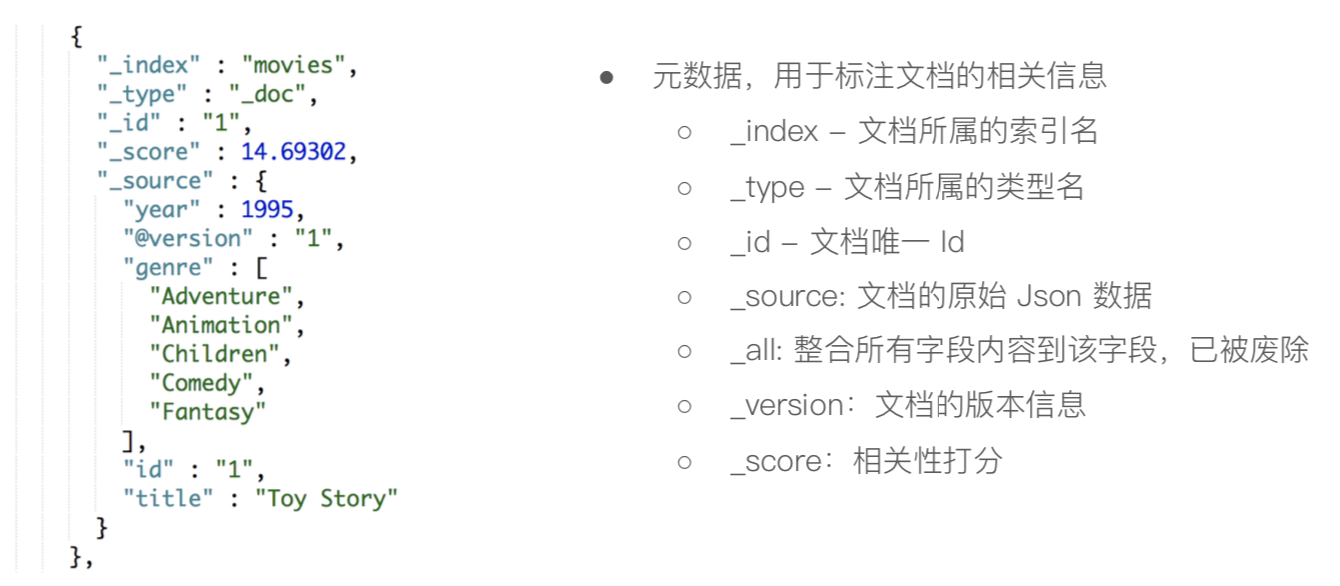 {
"_index" : "movies",
"_type" : "_doc",
"_id" : "1",
"_score" : 14.69302,
"_source" : {
"year" : 1995,
"@version" : "1",
"genre" : [
"Adventure",
"Animation",
"Children",
"Comedy",
"Fantasy"
],
"id" : "1",
"title" : "Toy Story"
}
},
● 元数据，用于标注文档的相关信息
○ _index – 文档所属的索引名
○ _type – 文档所属的类型名
○ _id – 文档唯一 Id
○ _source: 文档的原始 Json 数据
○ _all: 整合所有字段内容到该字段，已被废除
○ _version：文档的版本信息
○ _score：相关性打分